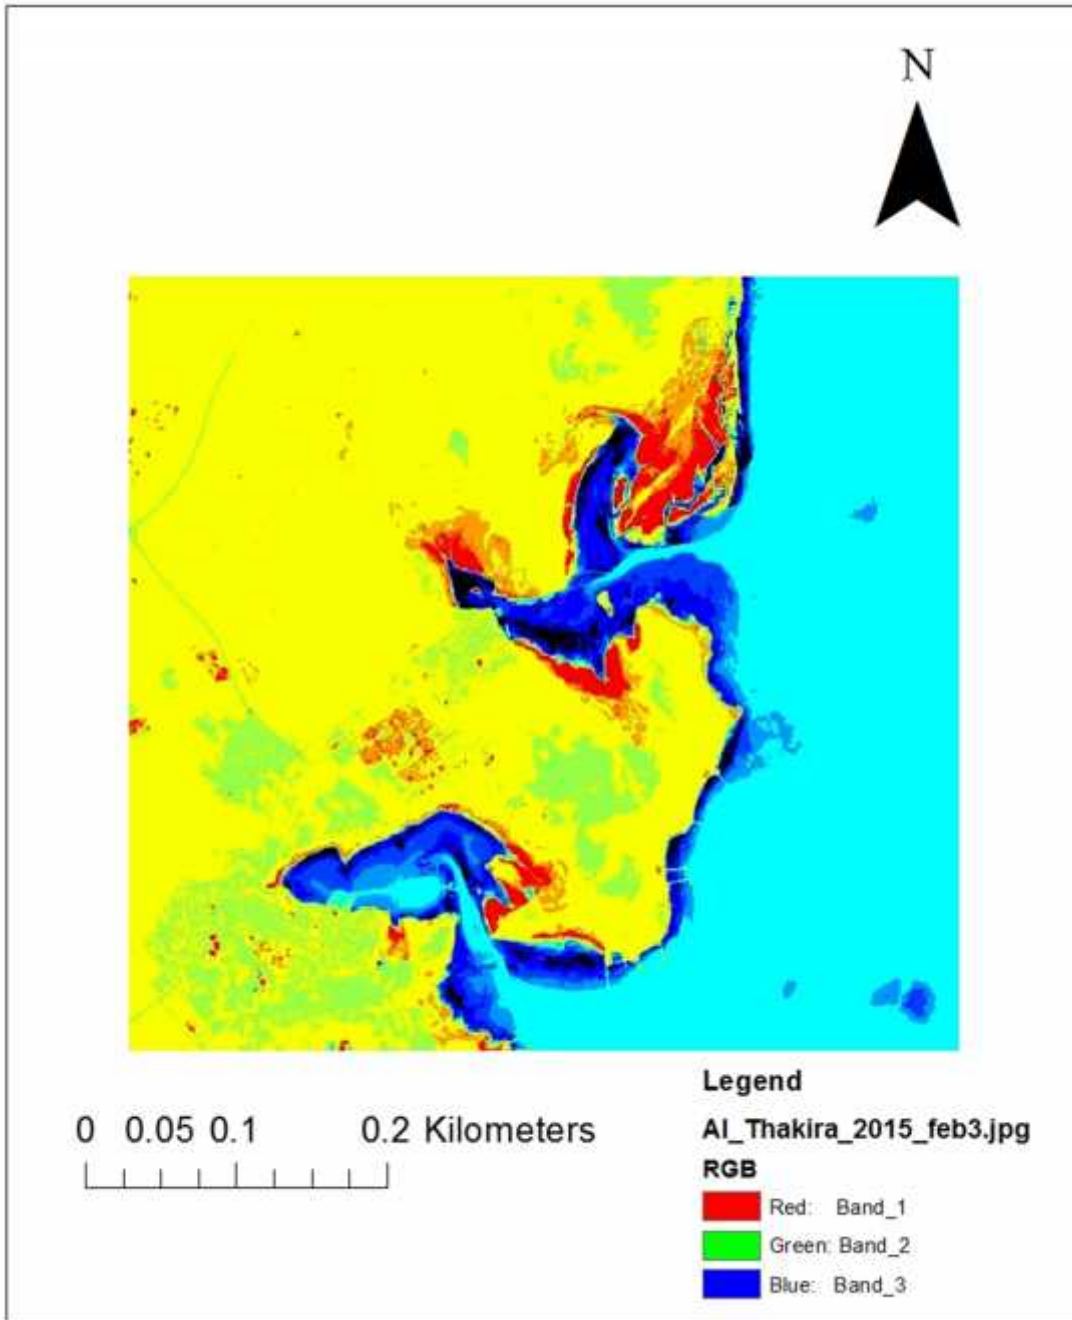 N
0 0.05 0.1 0.2 Kilometers
Legend
Al_Thakira_2015_feb3.jpg
RGB
Red: Band_1
Green: Band_2
Blue: Band_3